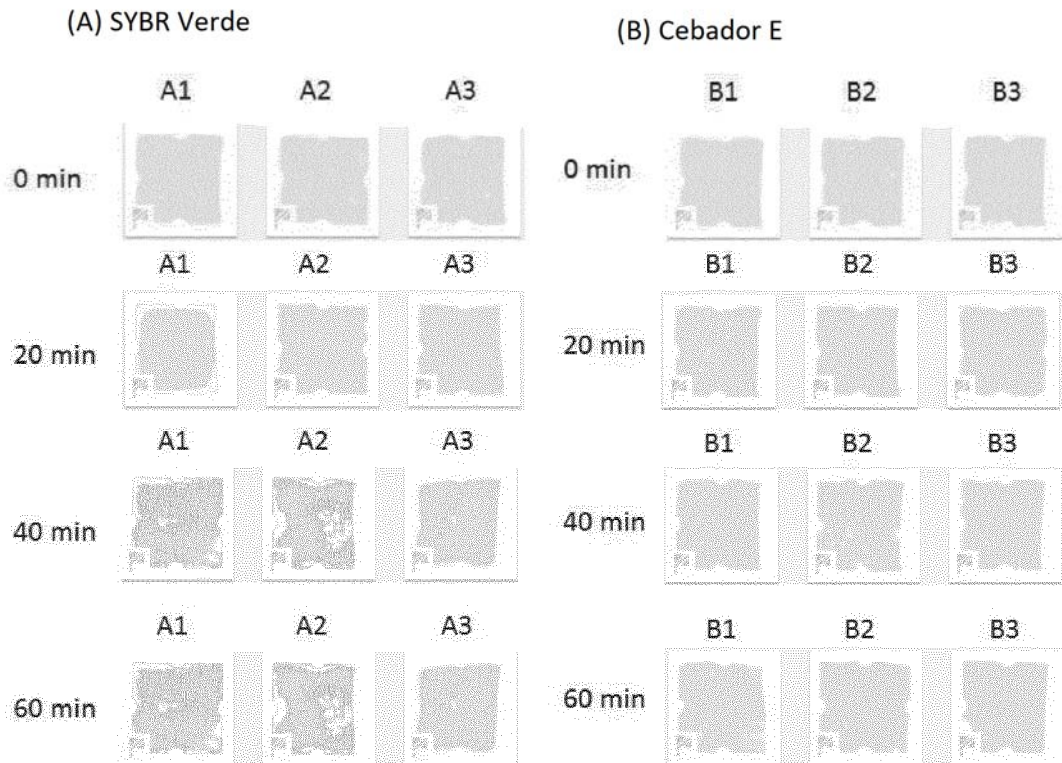 (A) SYBR Verde
(B) Cebador E
A1 A2 A3
B1 B2 B3
0 min
0 min
A1 A2 A3
B1 B2 B3
20 min
20 min
A1 A2 A3
B1 B2 B3
40 min
40 min
A1 A2 A3
B1 B2 B3
60 min
60 min